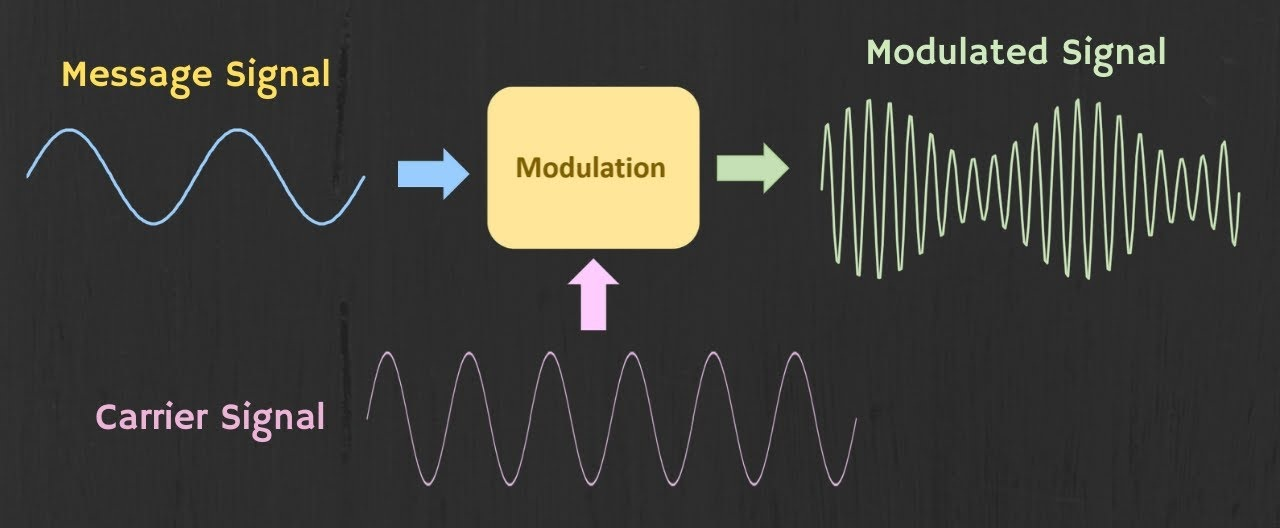 Message Signal
Modulated Signal
Modulation
Carrier Signal